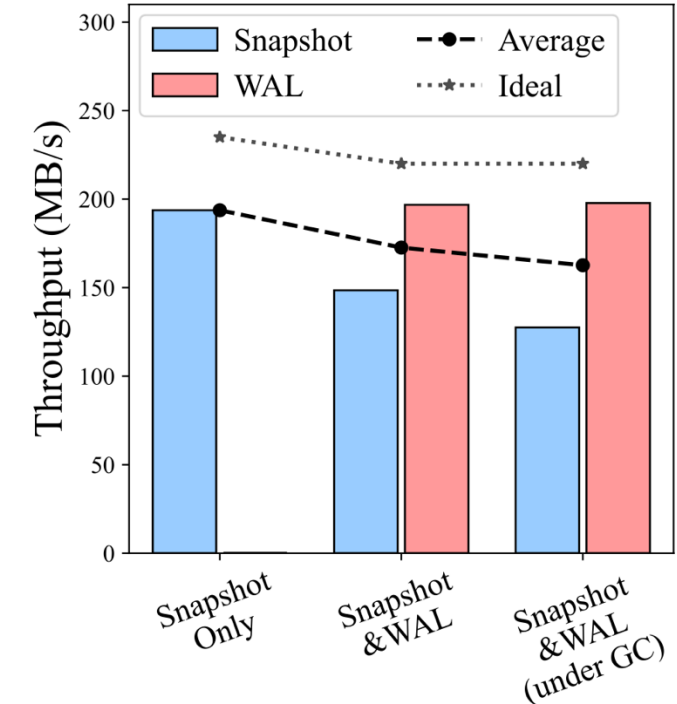 Throughput (MB/s)
300
250
200
150
100
50
0
Snapshot
WAL
Average
Ideal
Snapshot
Only
Snapshot
&WAL
Snapshot
&WAL
(under GC)